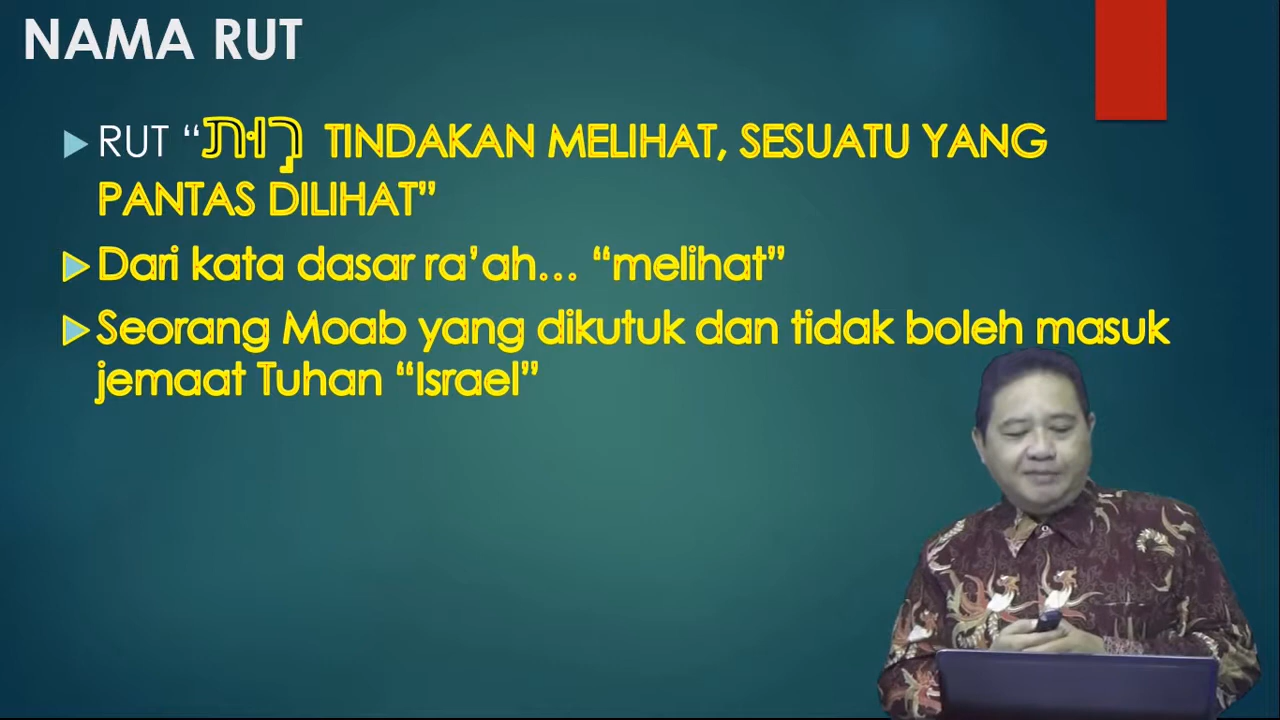 NAMA RUT
RUT “רְוּת TINDAKAN MELIHAT, SESUATU YANG
PANTAS DILIHAT”
Dari kata dasar ra’ah... “melihat”
Seorang Moab yang dikutuk dan tidak boleh masuk
jemaat Tuhan “Israel”